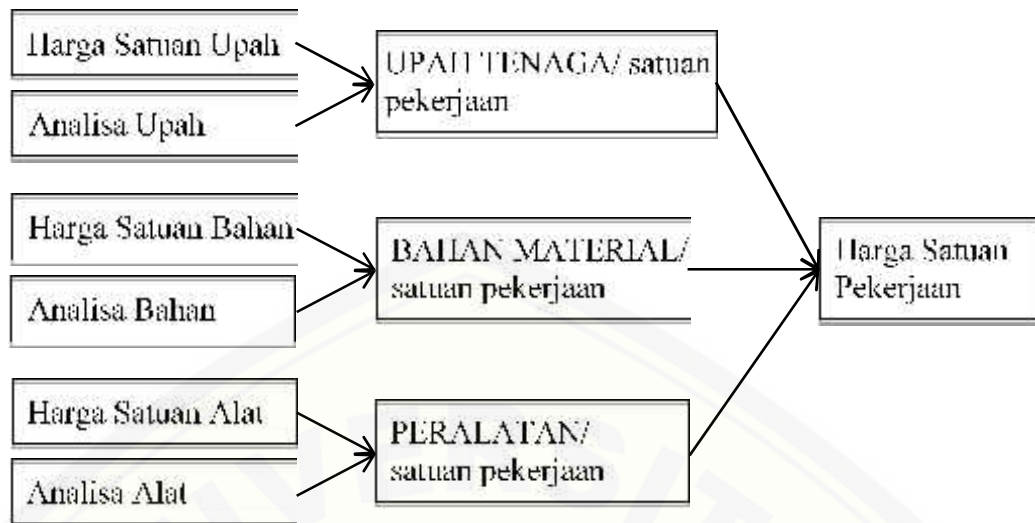 Harga Satuan Upah
Analisa Upah
UPAH TENAGA/ satuan
pekerjaan
Harga Satuan Bahan
Analisa Bahan
BAHAN MATERIAL/
satuan pekerjaan
Harga Satuan Alat
Analisa Alat
PERALATAN/
satuan pekerjaan
Harga Satuan
Pekerjaan